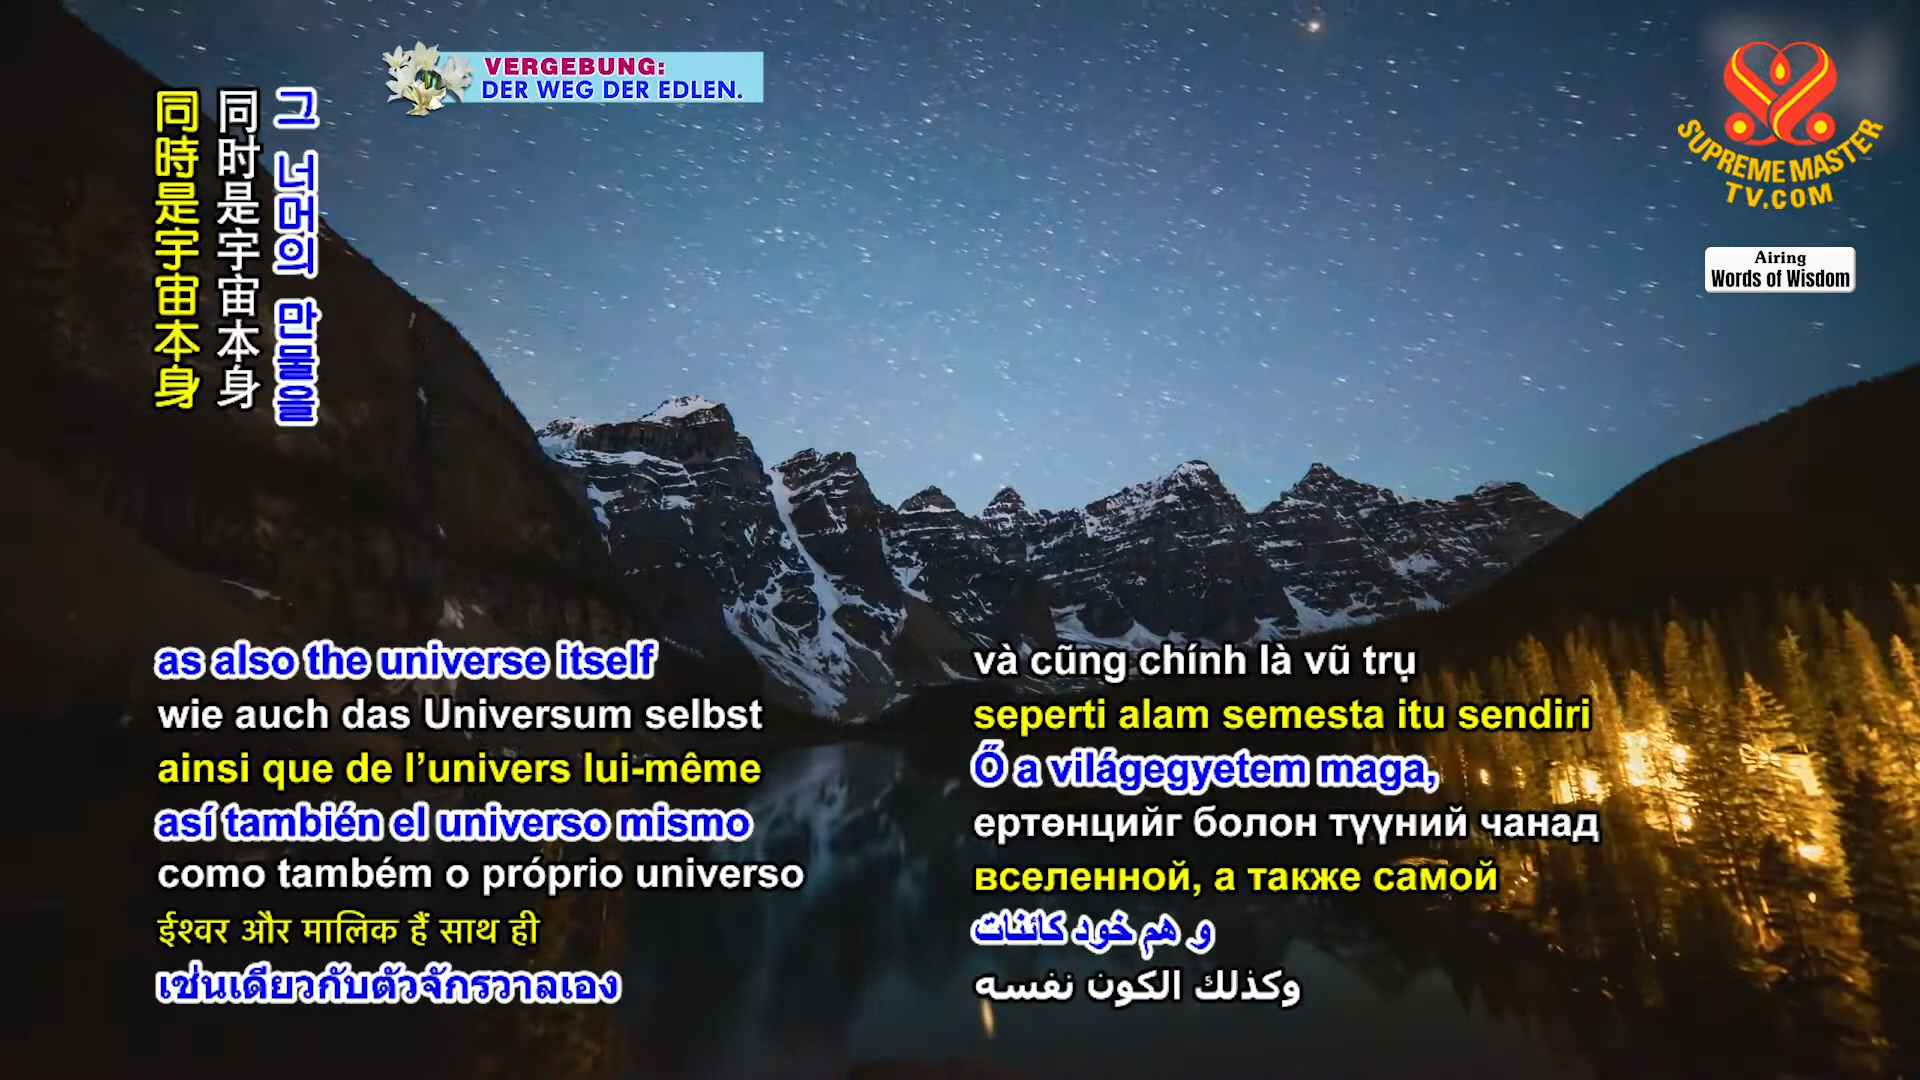 VERGEBUNG:
DER WEG DER EDLEN.
SUPREME MASTER
TV.COM
Airing
Words of Wisdom
同時是宇宙本身
同时是宇宙本身
그 너머의 만물을
as also the universe itself
wie auch das Universum selbst
ainsi que de l’univers lui-même
así también el universo mismo
como também o próprio universo
ईश्वर और मालिक हैं साथ ही
เช่นเดียวกับตัวจักรวาลเอง
và cũng chính là vũ trụ
seperti alam semesta itu sendiri
Ő a világegyetem maga,
ертөнцийг болон түүний чанад
вселенной, а также самой
و هم خود کائنات
وكذلك الكون نفسه